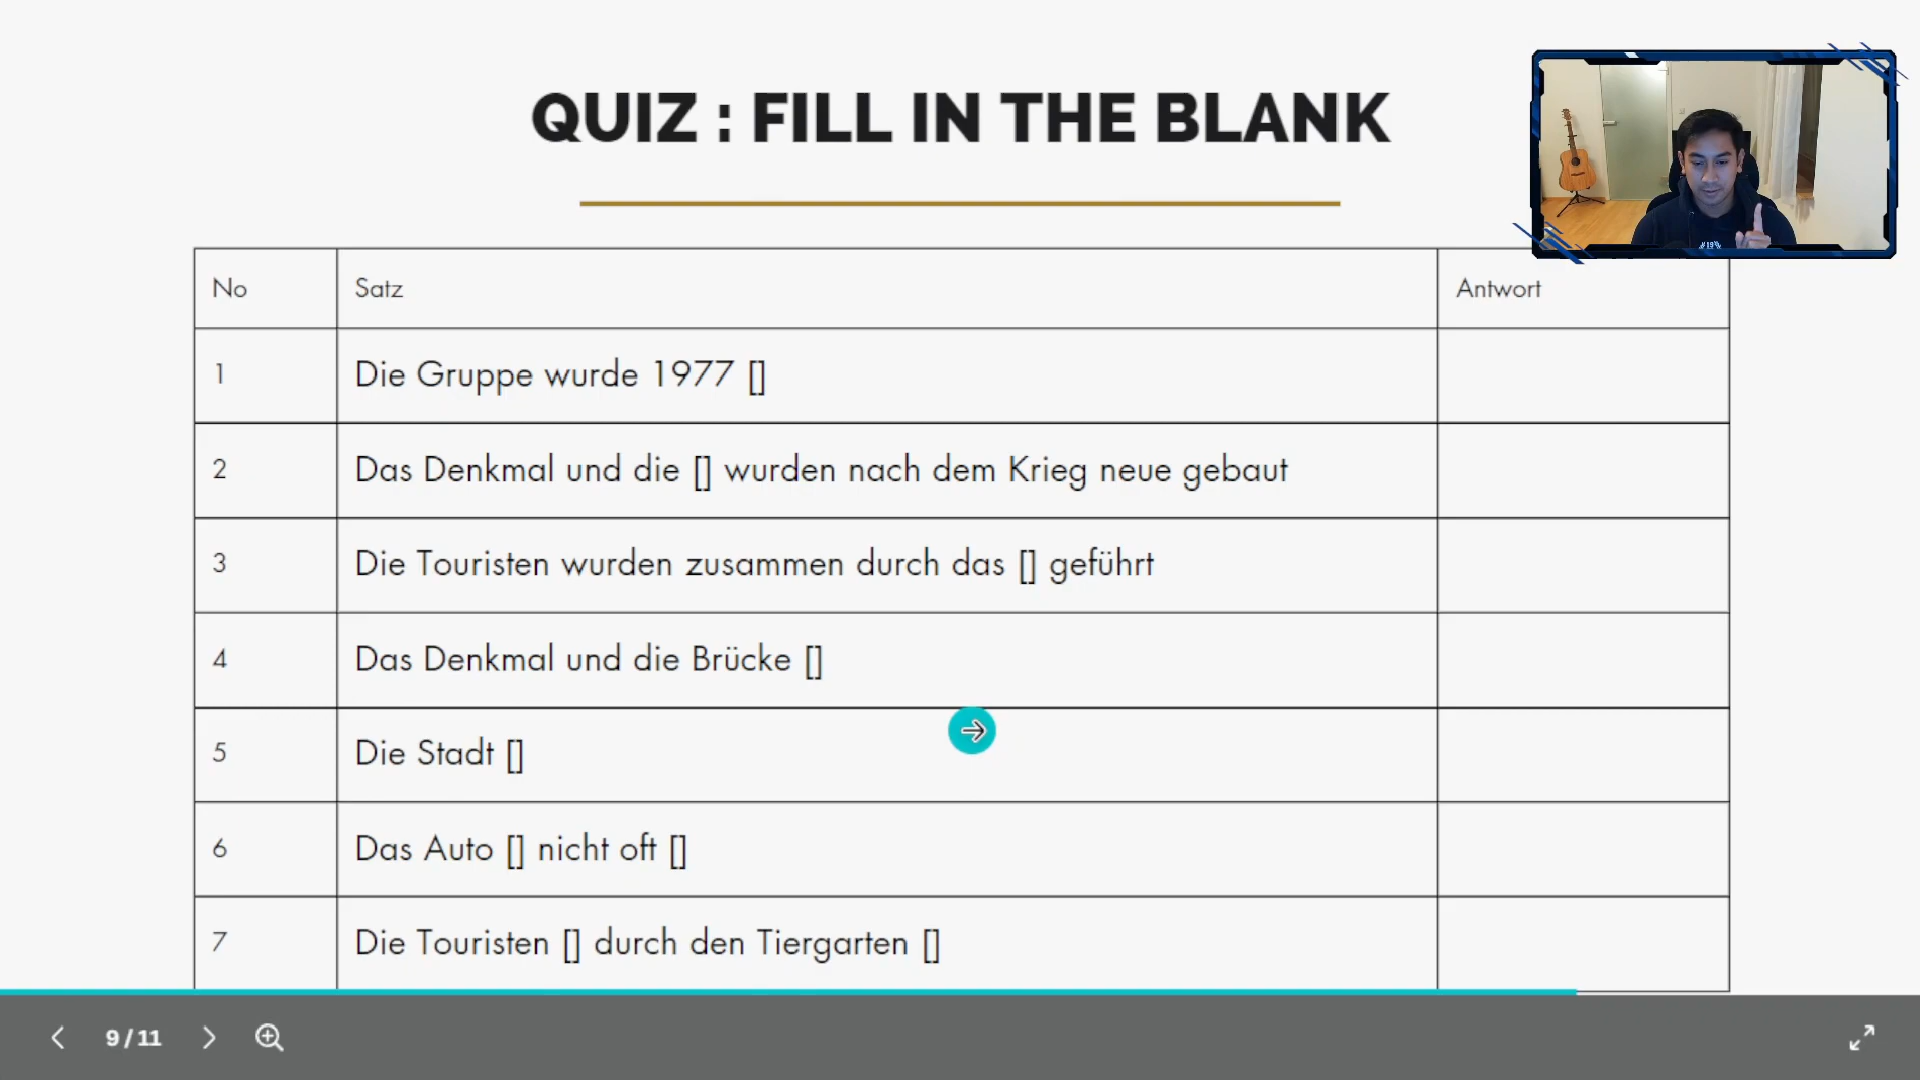 QUIZ : FILL IN THE BLANK
No Satz Antwort
1 Die Gruppe wurde 1977 []
2 Das Denkmal und die [] wurden nach dem Krieg neue gebaut
3 Die Touristen wurden zusammen durch das [] geführt
4 Das Denkmal und die Brücke []
5 Die Stadt []
6 Das Auto [] nicht oft []
7 Die Touristen [] durch den Tiergarten []
9 / 11